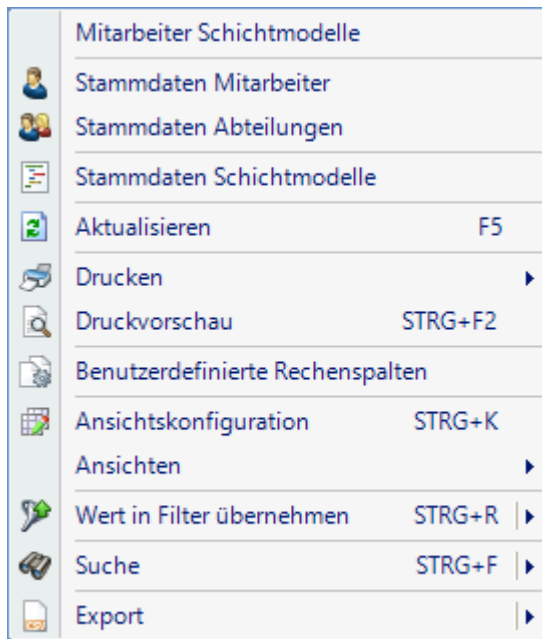 Mitarbeiter Schichtmodelle
Stammdaten Mitarbeiter
Stammdaten Abteilungen
Stammdaten Schichtmodelle
Aktualisieren F5
Drucken
Druckvorschau STRG+F2
Benutzerdefinierte Rechenspalten
Ansichtskonfiguration STRG+K
Ansichten
Wert in Filter übernehmen STRG+R
Suche STRG+F
Export